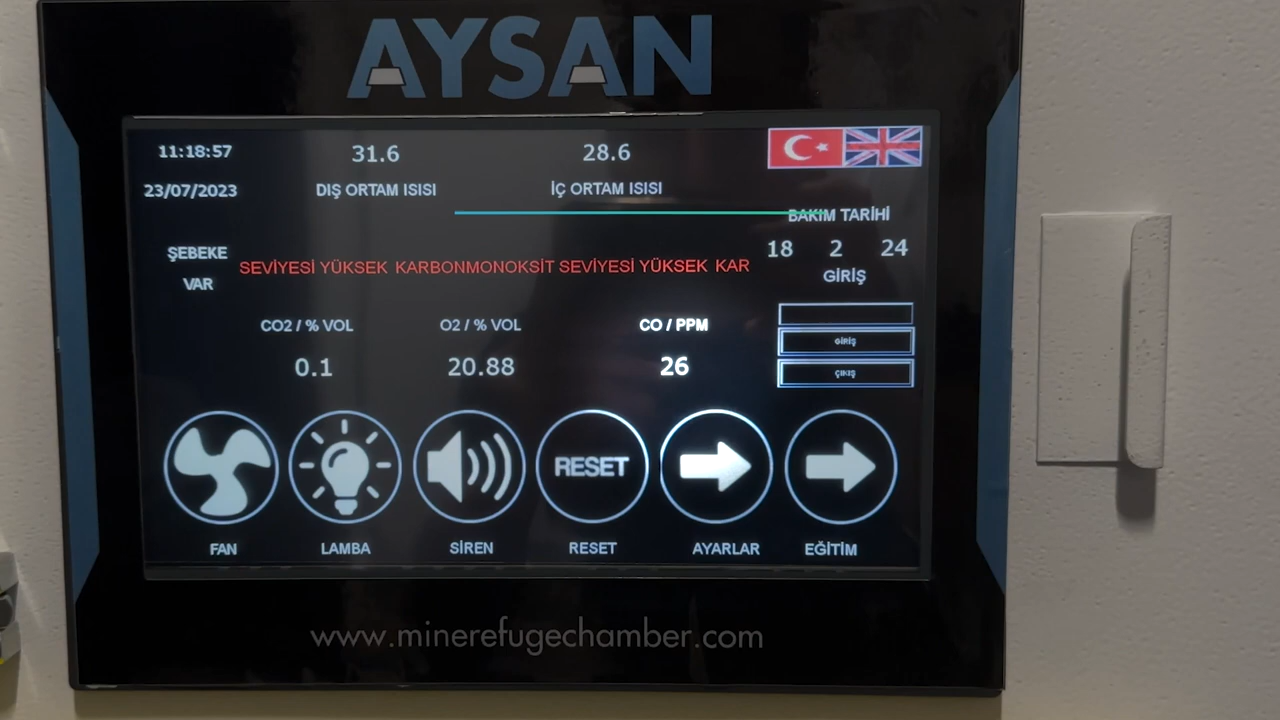 AYSAN
11:18:57
31.6
28.6
23/07/2023
DIŞ ORTAM ISISI
İÇ ORTAM ISISI
BAKIM TARİHİ
18 2 24
GİRİŞ
ŞEBEKE
VAR
SEVİYESİ YÜKSEK KARBONMONOKSİT SEVİYESİ YÜKSEK KAR
CO2 / % VOL
O2 / % VOL
CO / PPM
0.1
20.88
26
GİRİŞ
ÇIKIŞ
RESET
FAN
LAMBA
SİREN
RESET
AYARLAR
EĞİTİM
www.minerefugechamber.com